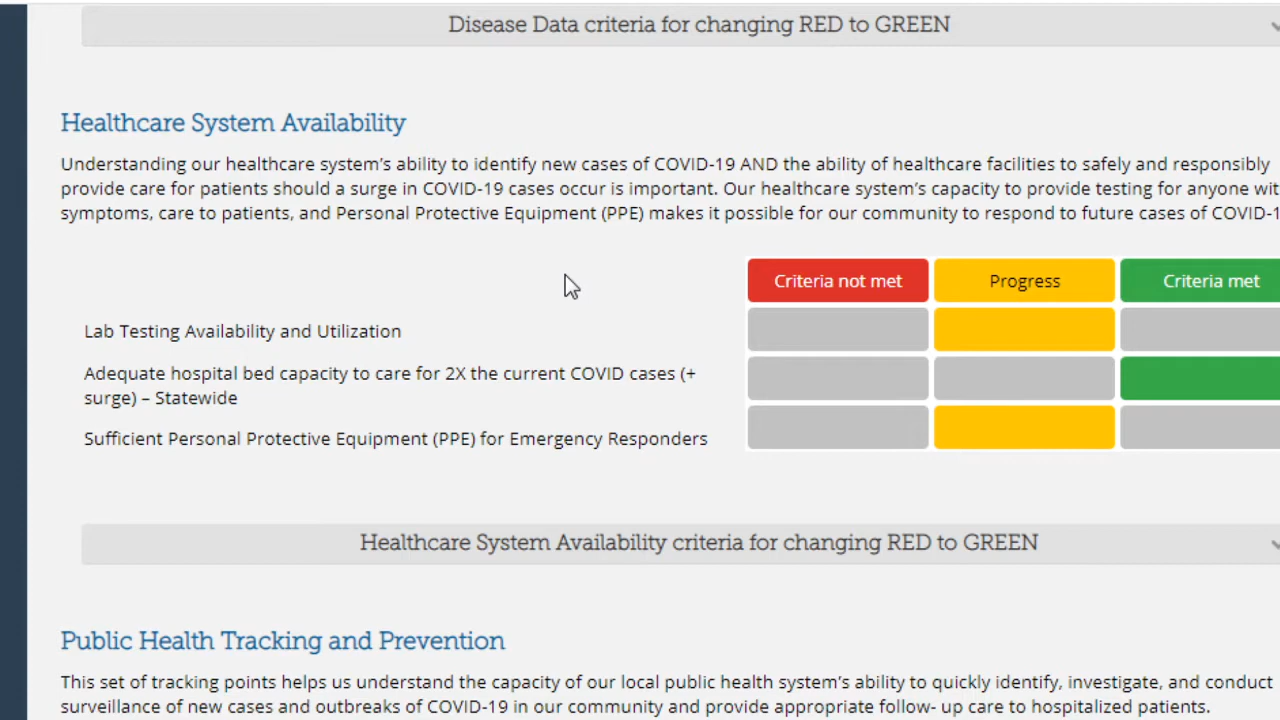 Disease Data criteria for changing RED to GREEN
Healthcare System Availability
Understanding our healthcare system's ability to identify new cases of COVID-19 AND the ability of healthcare facilities to safely and responsibly
provide care for patients should a surge in COVID-19 cases occur is important. Our healthcare system's capacity to provide testing for anyone
symptoms, care to patients, and Personal Protective Equipment (PPE) makes it possible for our community to respond to future cases of
Criteria not met Progress Criteria met
Lab Testing Availability and Utilization
Adequate hospital bed capacity to care for 2X the current COVID cases (+
surge) – Statewide
Sufficient Personal Protective Equipment (PPE) for Emergency Responders
Healthcare System Availability criteria for changing RED to GREEN
Public Health Tracking and Prevention
This set of tracking points helps us understand the capacity of our local public health system's ability to quickly identify, investigate, and conduct
surveillance of new cases and outbreaks of COVID-19 in our community and provide appropriate follow- up care to hospitalized patients.